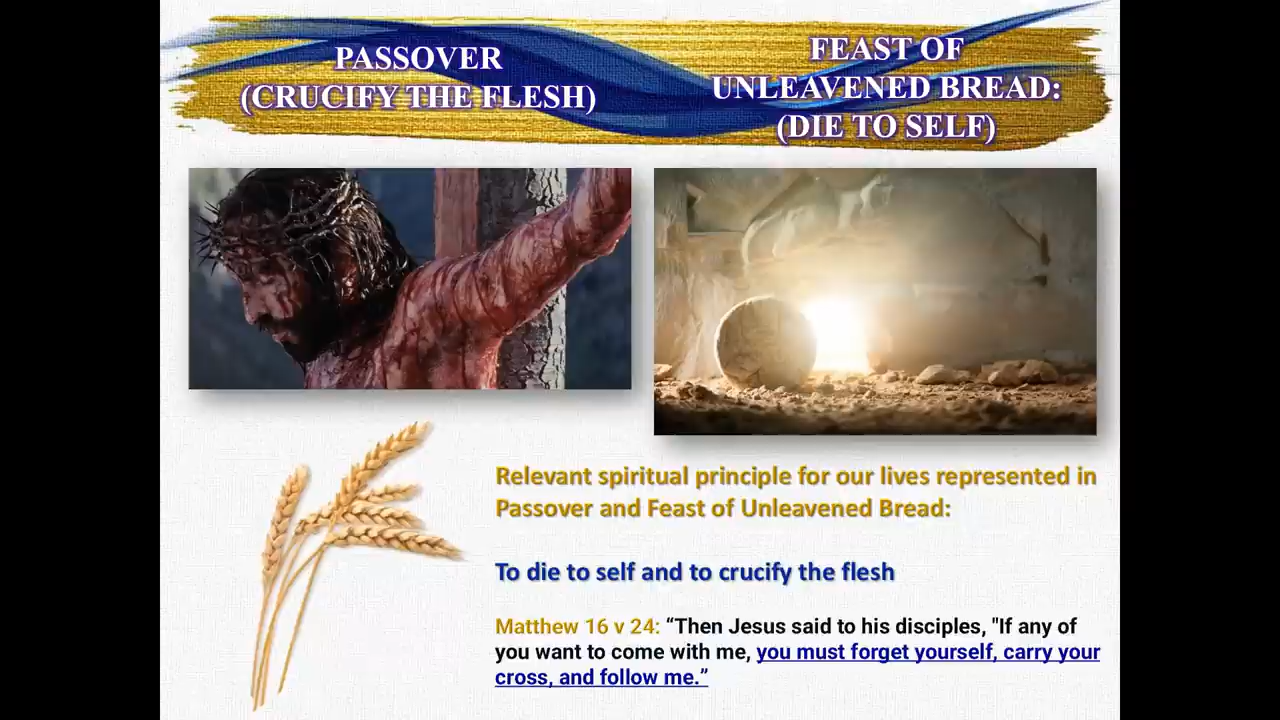 PASSOVER
(CRUCIFY THE FLESH)
FEAST OF
UNLEAVENED BREAD:
(DIE TO SELF)
Relevant spiritual principle for our lives represented in
Passover and Feast of Unleavened Bread:
To die to self and to crucify the flesh
Matthew 16 v 24: “Then Jesus said to his disciples, "If any of
you want to come with me, you must forget yourself, carry your
cross, and follow me.”